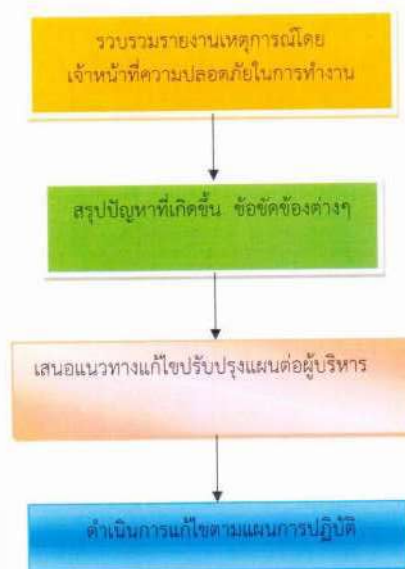 รวบรวมรายงานเหตุการณ์โดย
เจ้าหน้าที่ความปลอดภัยในการทำงาน
สรุปปัญหาที่เกิดขึ้น ข้อขัดข้องต่างๆ
เสนอแนวทางแก้ไขปรับปรุงแผนต่อผู้บริหาร
ดำเนินการแก้ไขตามแผนการปฏิบัติ